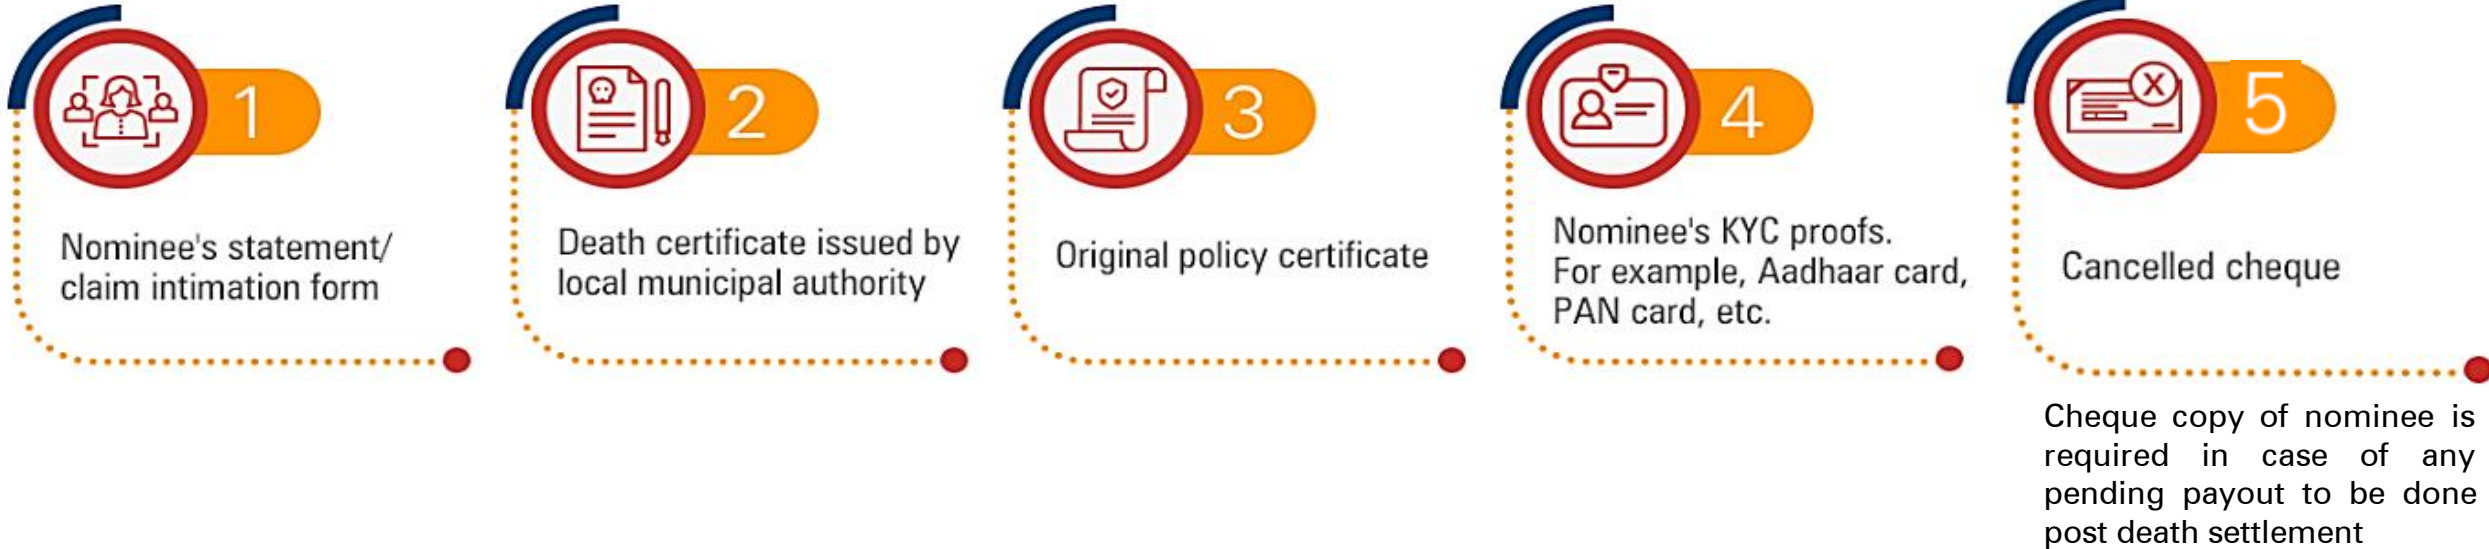 1
Nominee's statement/
claim intimation form
2
Death certificate issued by
local municipal authority
3
Original policy certificate
4
Nominee's KYC proofs.
For example, Aadhaar card,
PAN card, etc.
X
5
Cancelled cheque
Cheque copy of nominee is
required in case of any
pending payout to be done
post death settlement